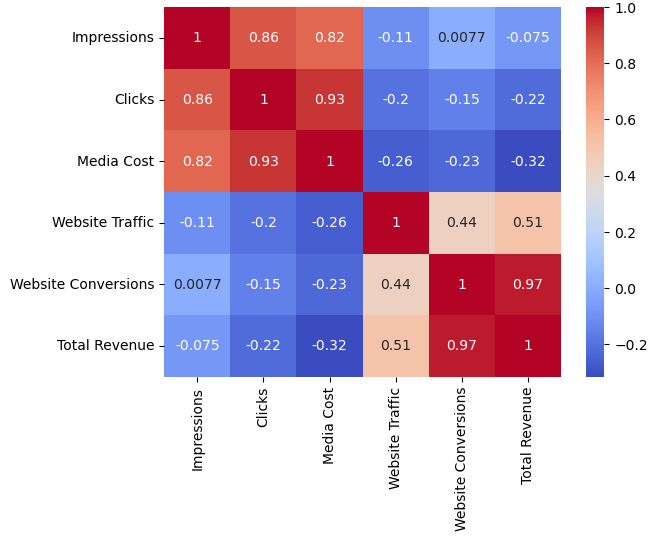 Impressions 1 0.86 0.82 -0.11 0.0077 -0.075
Clicks 0.86 1 0.93 -0.2 -0.15 -0.22
Media Cost 0.82 0.93 1 -0.26 -0.23 -0.32
Website Traffic -0.11 -0.2 -0.26 1 0.44 0.51
Website Conversions 0.0077 -0.15 -0.23 0.44 1 0.97
Total Revenue -0.075 -0.22 -0.32 0.51 0.97 1
Impressions
Clicks
Media Cost
Website Traffic
Website Conversions
Total Revenue
1.0
0.8
0.6
0.4
0.2
0.0
−0.2